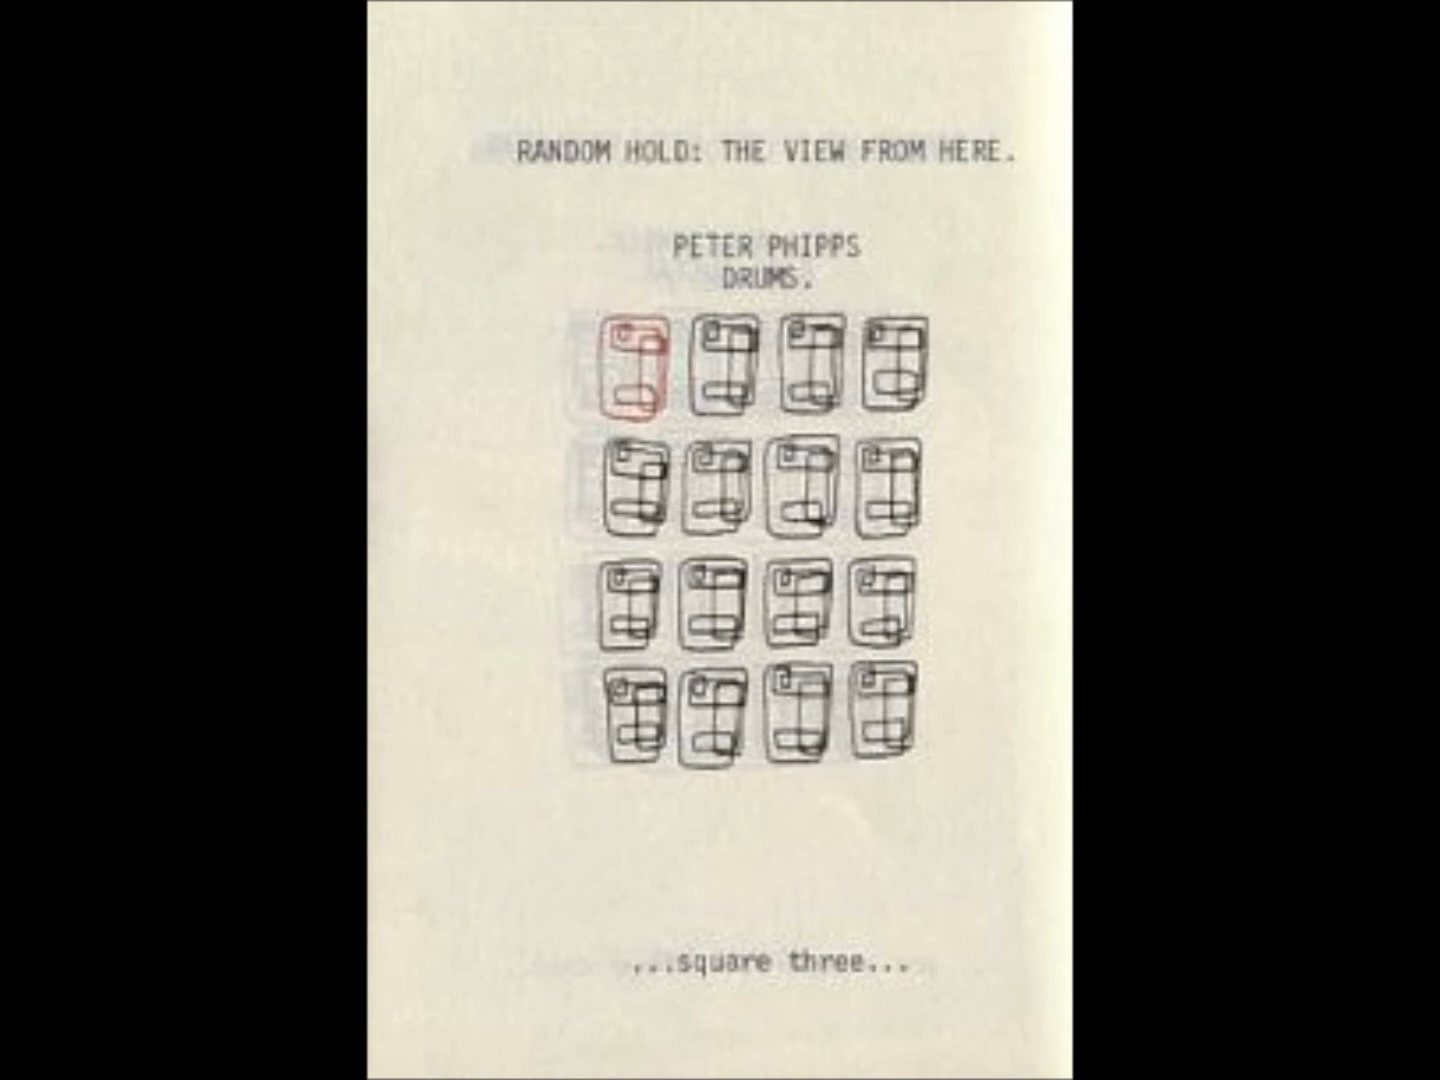 RANDOM HOLD: THE VIEW FROM HERE.
PETER PHIPPS
DRUMS.
...square three...